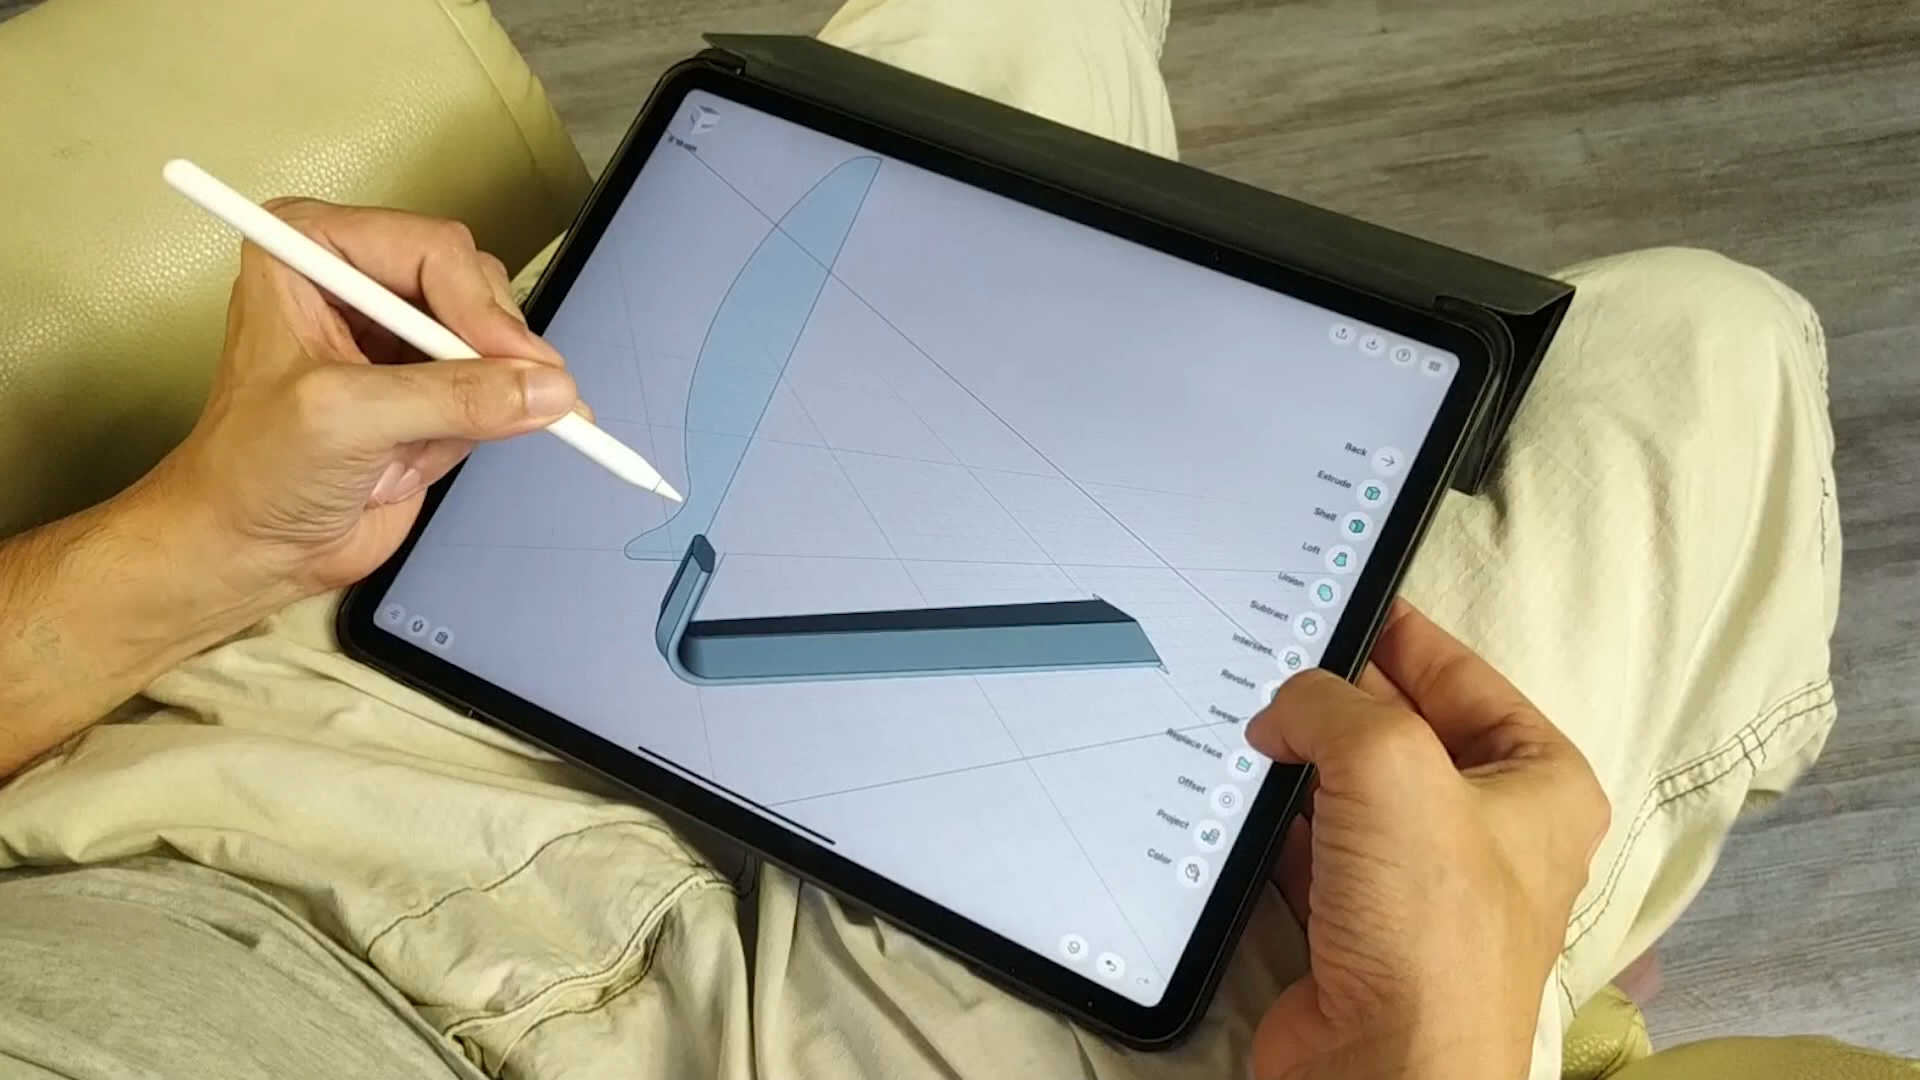 Back
Extrude
Shell
Loft
Union
Subtract
Intersect
Revolve
Sweep
Replace face
Offset
Project
Color